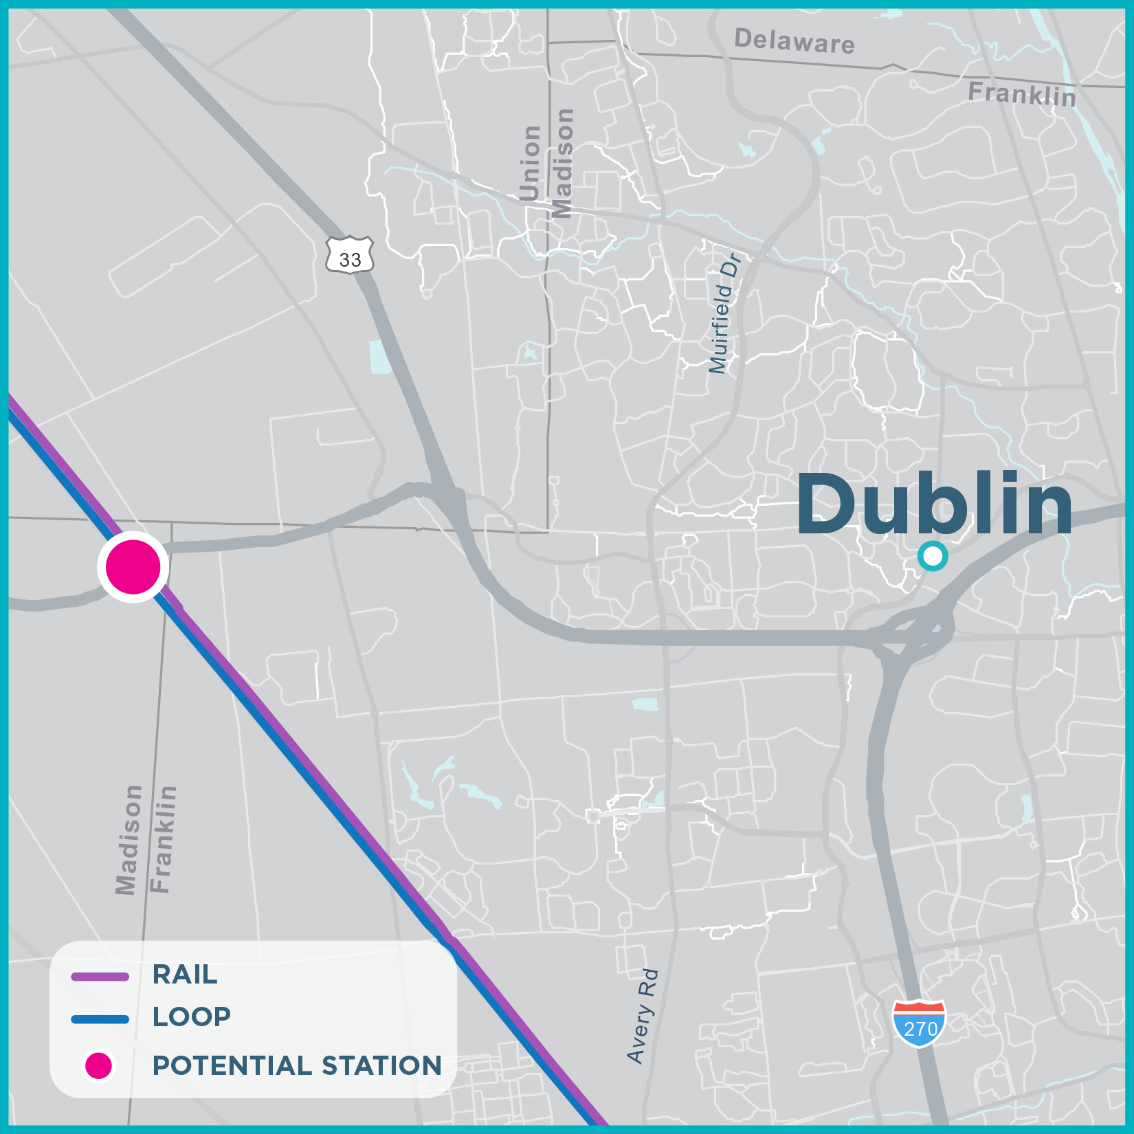 Delaware
Franklin
Union
Madison
33
Muirfield Dr
Dublin
Madison
Franklin
Avery Rd
270
RAIL
LOOP
POTENTIAL STATION